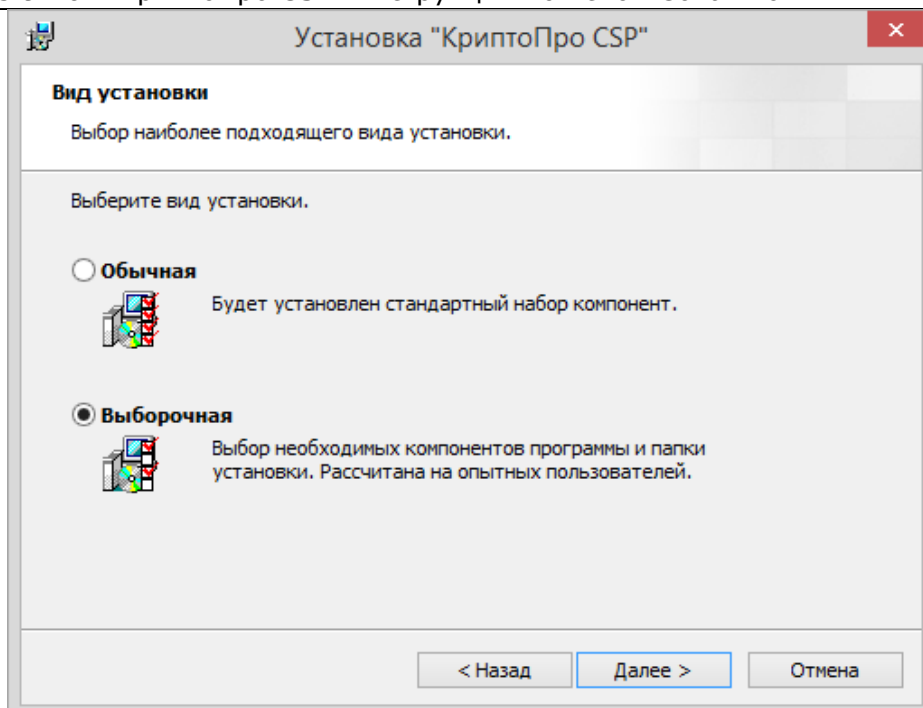 Установка "КриптоПро CSP"
Вид установки
Выбор наиболее подходящего вида установки.
Выберите вид установки.
Обычная
Будет установлен стандартный набор компонент.
Выборочная
Выбор необходимых компонентов программы и папки
установки. Рассчитана на опытных пользователей.
< Назад
Далее >
Отмена